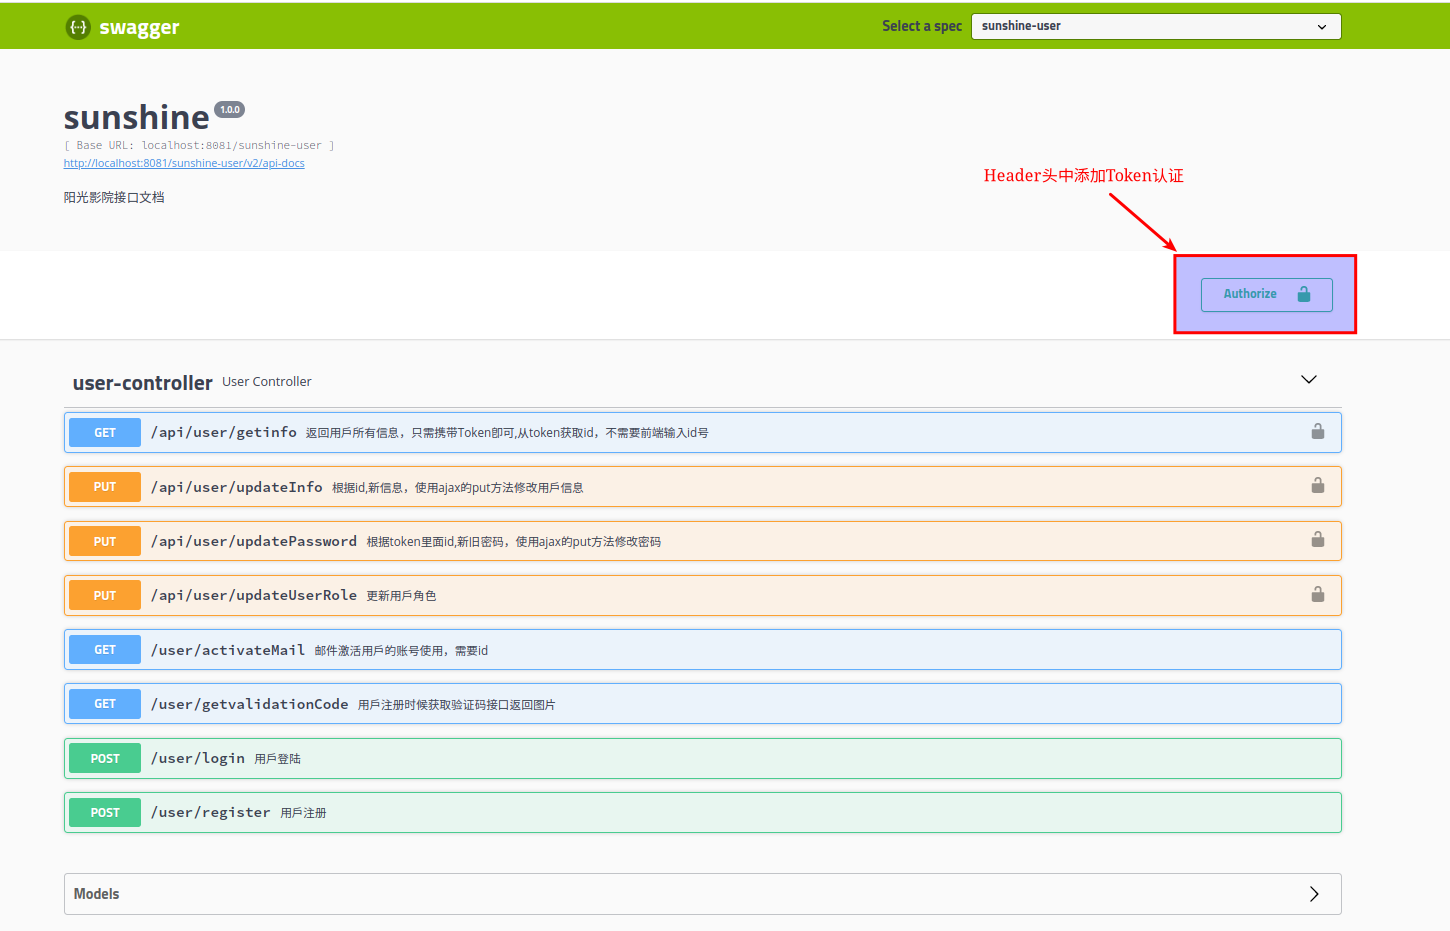 swagger
Select a spec
sunshine-user
sunshine 1.0.0
[ Base URL: localhost:8081/sunshine-user ]
http://localhost:8081/sunshine-user/v2/api-docs
阳光影院接口文档
Header头中添加Token认证
Authorize
user-controller User Controller
GET /api/user/getinfo 返回用戶所有信息，只需携带Token卽可,从token获取id，不需要前端输入id号
PUT /api/user/updateInfo 根据id,新信息，使用ajax的put方法修改用戶信息
PUT /api/user/updatePassword 根据token里面id,新旧密码，使用ajax的put方法修改密码
PUT /api/user/updateUserRole 更新用戶角色
GET /user/activateMail 邮件激活用戶的账号使用，需要id
GET /user/getvalidationCode 用戶注册时候获取验证码接口返回图片
POST /user/login 用戶登陆
POST /user/register 用戶注册
Models